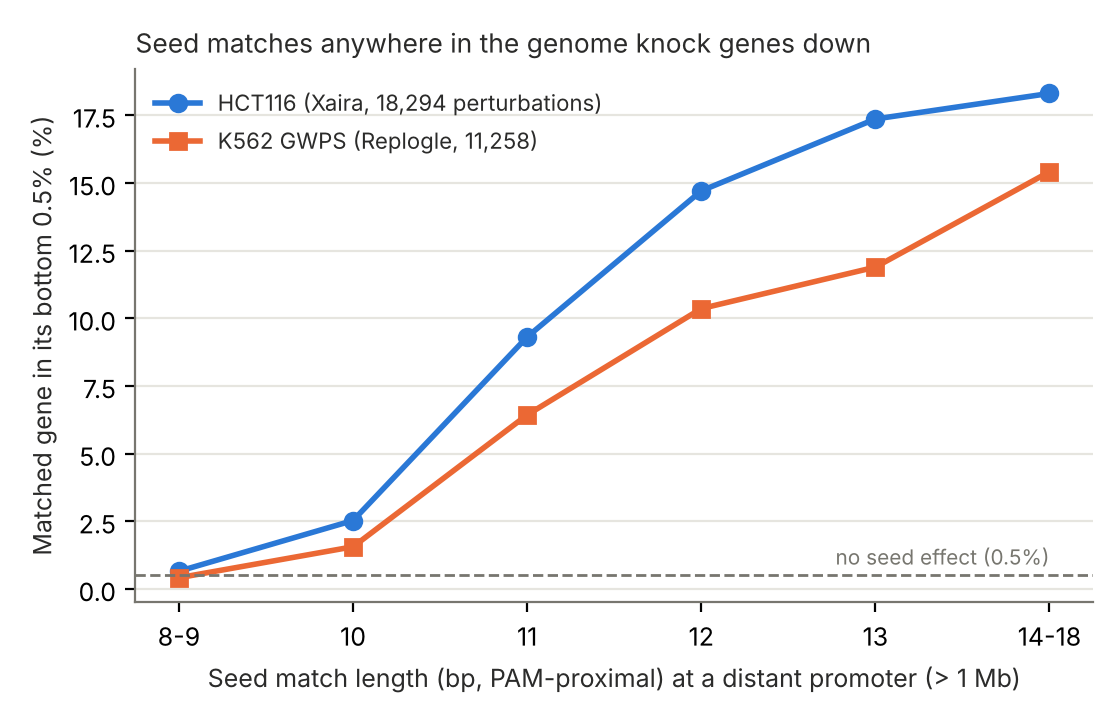 Seed matches anywhere in the genome knock genes down
HCT116 (Xaira, 18,294 perturbations)
K562 GWPS (Replogle, 11,258)
Matched gene in its bottom 0.5% (%)
17.5
15.0
12.5
10.0
7.5
5.0
2.5
0.0
no seed effect (0.5%)
8-9 10 11 12 13 14-18
Seed match length (bp, PAM-proximal) at a distant promoter (> 1 Mb)